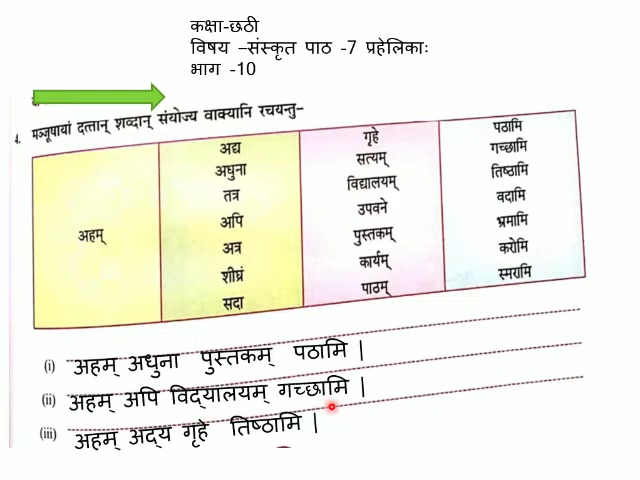 कक्षा-छठी
विषय –संस्कृत पाठ -7 प्रहेलिकाः
भाग -10
4. मञ्जूषायां दत्तान् शब्दान् संयोज्य वाक्यानि रचयन्तु–
अहम्
अद्य
अधुना
तत्र
अपि
अत्र
शीघ्रं
सदा
गृहे
सत्यम्
विद्यालयम्
उपवने
पुस्तकम्
कार्यम्
पाठम्
पठामि
गच्छामि
तिष्ठामि
वदामि
भ्रमामि
करोमि
स्मरामि
(i) अहम् अधुना पुस्तकम् पठामि |
(ii) अहम् अपि विद्यालयम् गच्छामि |
(iii) अहम् अद्य गृहे तिष्ठामि |